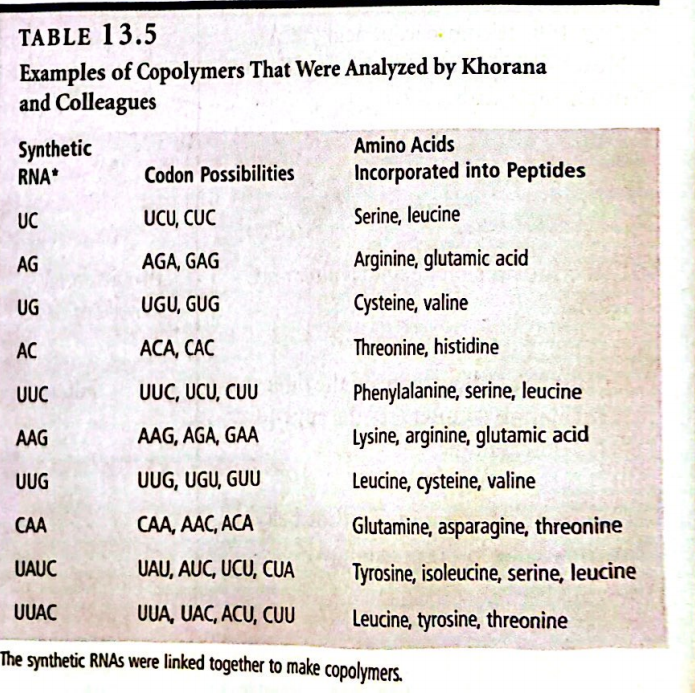 TABLE 13.5
Examples of Copolymers That Were Analyzed by Khorana
and Colleagues
Synthetic RNA* Codon Possibilities Amino Acids Incorporated into Peptides
UC UCU, CUC Serine, leucine
AG AGA, GAG Arginine, glutamic acid
UG UGU, GUG Cysteine, valine
AC ACA, CAC Threonine, histidine
UUC UUC, UCU, CUU Phenylalanine, serine, leucine
AAG AAG, AGA, GAA Lysine, arginine, glutamic acid
UUG UUG, UGU, GUU Leucine, cysteine, valine
CAA CAA, AAC, ACA Glutamine, asparagine, threonine
UAUC UAU, AUC, UCU, CUA Tyrosine, isoleucine, serine, leucine
UUAC UUA, UAC, ACU, CUU Leucine, tyrosine, threonine
The synthetic RNAs were linked together to make copolymers.